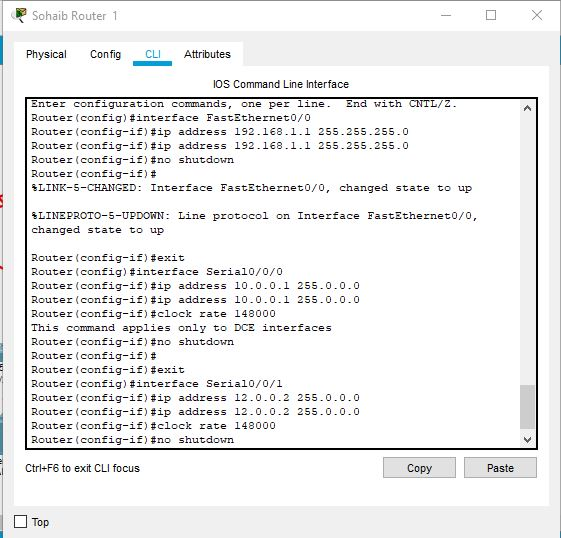 Sohaib Router 1
Physical Config CLI Attributes
IOS Command Line Interface
Enter configuration commands, one per line. End with CNTL/Z.
Router(config)#interface FastEthernet0/0
Router(config-if)#ip address 192.168.1.1 255.255.255.0
Router(config-if)#ip address 192.168.1.1 255.255.255.0
Router(config-if)#no shutdown
Router(config-if)#
%LINK-5-CHANGED: Interface FastEthernet0/0, changed state to up
%LINEPROTO-5-UPDOWN: Line protocol on Interface FastEthernet0/0,
changed state to up
Router(config-if)#exit
Router(config)#interface Serial0/0/0
Router(config-if)#ip address 10.0.0.1 255.0.0.0
Router(config-if)#ip address 10.0.0.1 255.0.0.0
Router(config-if)#clock rate 148000
This command applies only to DCE interfaces
Router(config-if)#no shutdown
Router(config-if)#
Router(config-if)#exit
Router(config)#interface Serial0/0/1
Router(config-if)#ip address 12.0.0.2 255.0.0.0
Router(config-if)#ip address 12.0.0.2 255.0.0.0
Router(config-if)#clock rate 148000
Router(config-if)#no shutdown
Ctrl+F6 to exit CLI focus
Copy Paste
Top